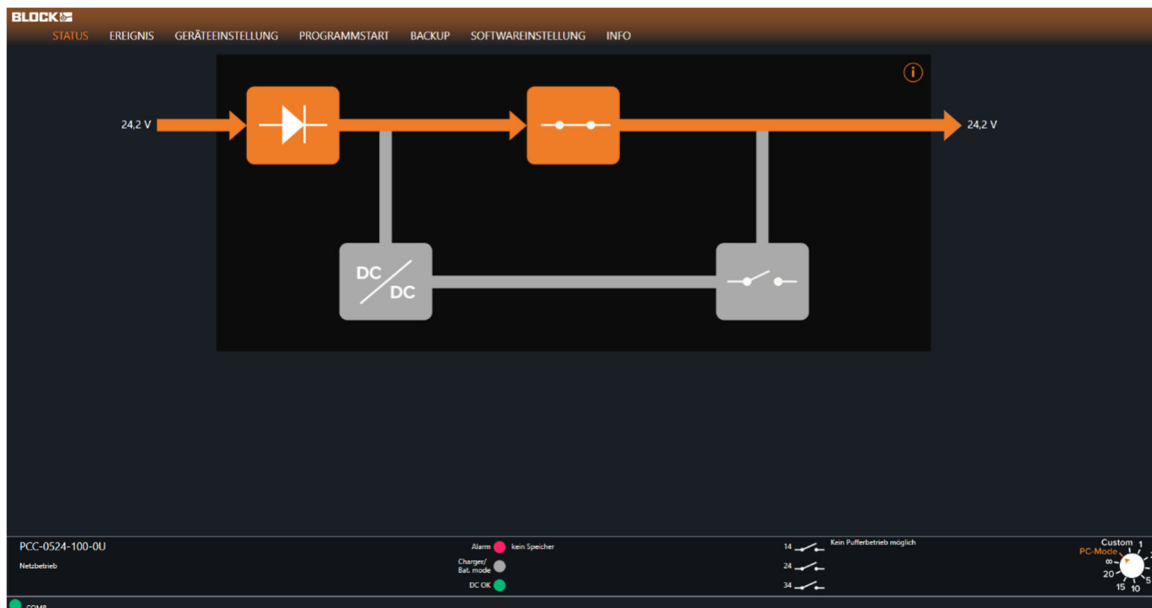 BLOCK
STATUS EREIGNIS GERÄTEEINSTELLUNG PROGRAMMSTART BACKUP SOFTWAREINSTELLUNG INFO
24,2 V
24,2 V
i
DC
DC
PCC-0524-100-0U
Netzbetrieb
Alarm kein Speicher
Charger/
Bat. mode
DC OK
14 Kein Pufferbetrieb möglich
24
34
Custom 1
PC-Mode
∞
20 5
15 10